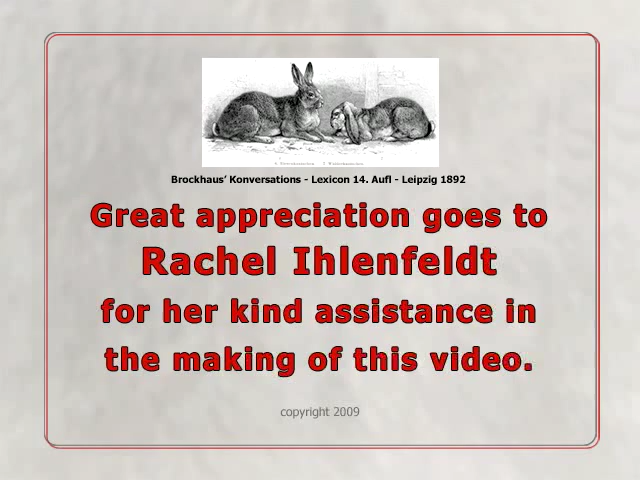 Brockhaus’ Konversations - Lexicon 14. Aufl - Leipzig 1892
Great appreciation goes to
Rachel Ihlenfeldt
for her kind assistance in
the making of this video.
copyright 2009